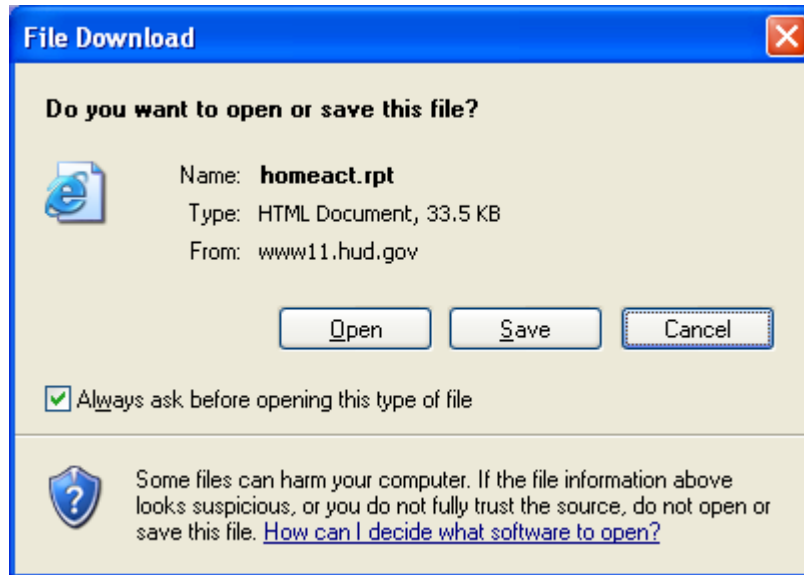 File Download
Do you want to open or save this file?
Name: homeact.rpt
Type: HTML Document, 33.5 KB
From: www11.hud.gov
Open Save Cancel
Always ask before opening this type of file
Some files can harm your computer. If the file information above
looks suspicious, or you do not fully trust the source, do not open or
save this file. How can I decide what software to open?